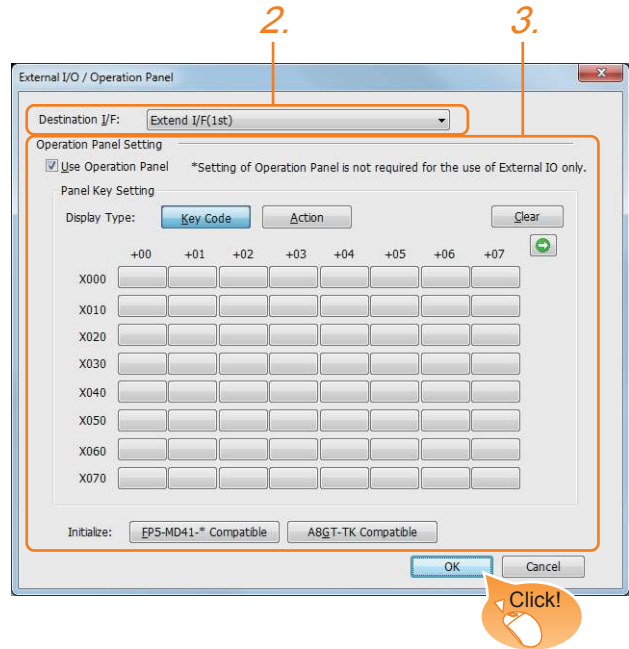 2. 3.
External I/O / Operation Panel
Destination I/F: Extend I/F(1st)
Operation Panel Setting
Use Operation Panel *Setting of Operation Panel is not required for the use of External IO only.
Panel Key Setting
Display Type: Key Code Action Clear
+00 +01 +02 +03 +04 +05 +06 +07
X000
X010
X020
X030
X040
X050
X060
X070
Initialize: FP5-MD41-* Compatible A8GT-TK Compatible
OK Cancel
Click!